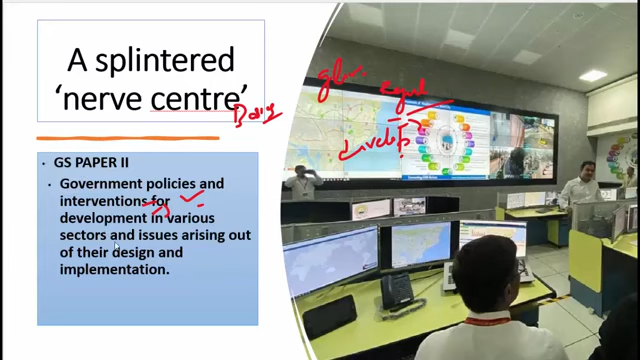 A splintered
'nerve centre'
GS PAPER II
Government policies and
interventions for
development in various
sectors and issues arising out
of their design and
implementation.